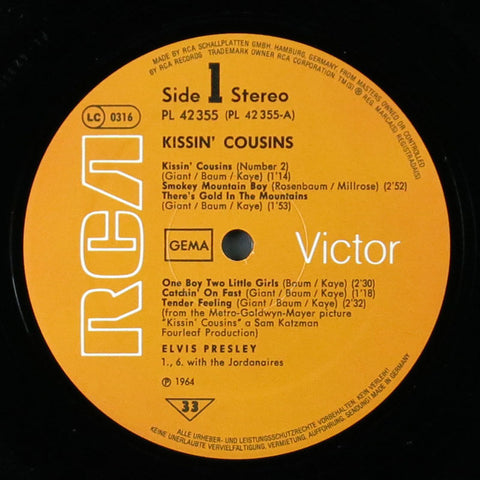 MADE BY RCA SCHALLPLATTEN GMBH, HAMBURG, GERMANY, FROM MASTERS OWNED OR CONTROLLED
BY RCA RECORDS TRADEMARK OWNER RCA CORPORATION TM(S) ® REG. MARCA(S) REGISTRADA(S)
Side 1 Stereo
PL 42355 (PL 42355-A)
LC 0316
KISSIN' COUSINS
Kissin' Cousins (Number 2)
(Giant / Baum / Kaye) (1'14)
Smokey Mountain Boy (Rosenbaum / Millrose) (2'52)
There's Gold In The Mountains
(Giant / Baum / Kaye) (1'53)
RCA
GEMA
Victor
One Boy Two Little Girls (Baum / Kaye) (2'30)
Catchin' On Fast (Giant / Baum / Kaye) (1'18)
Tender Feeling (Giant / Baum / Kaye) (2'32)
(from the Metro-Goldwyn-Mayer picture
"Kissin' Cousins" a Sam Katzman
Fourleaf Production)
ELVIS PRESLEY
1., 6. with the Jordanaires
℗ 1964
33
ALLE URHEBER- UND LEISTUNGSSCHUTZRECHTE VORBEHALTEN. KEIN VERLEIH!
KEINE UNERLAUBTE VERVIELFÄLTIGUNG, VERMIETUNG, AUFFÜHRUNG, SENDUNG!